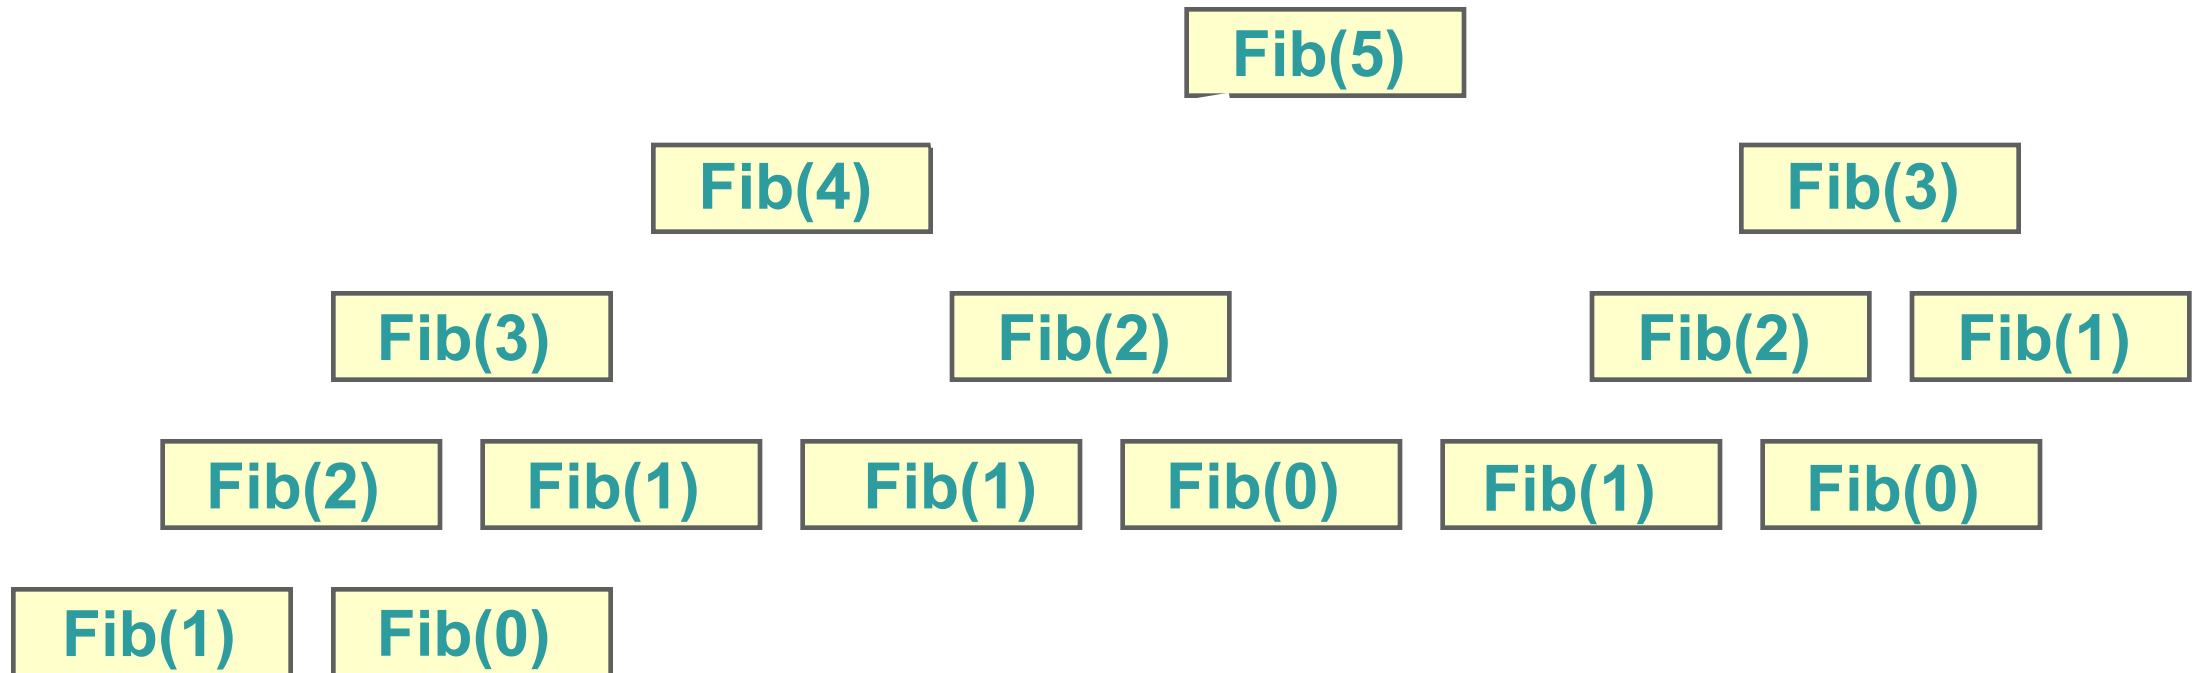 Fib(5)
Fib(4) Fib(3)
Fib(3) Fib(2) Fib(2) Fib(1)
Fib(2) Fib(1) Fib(1) Fib(0) Fib(1) Fib(0)
Fib(1) Fib(0)